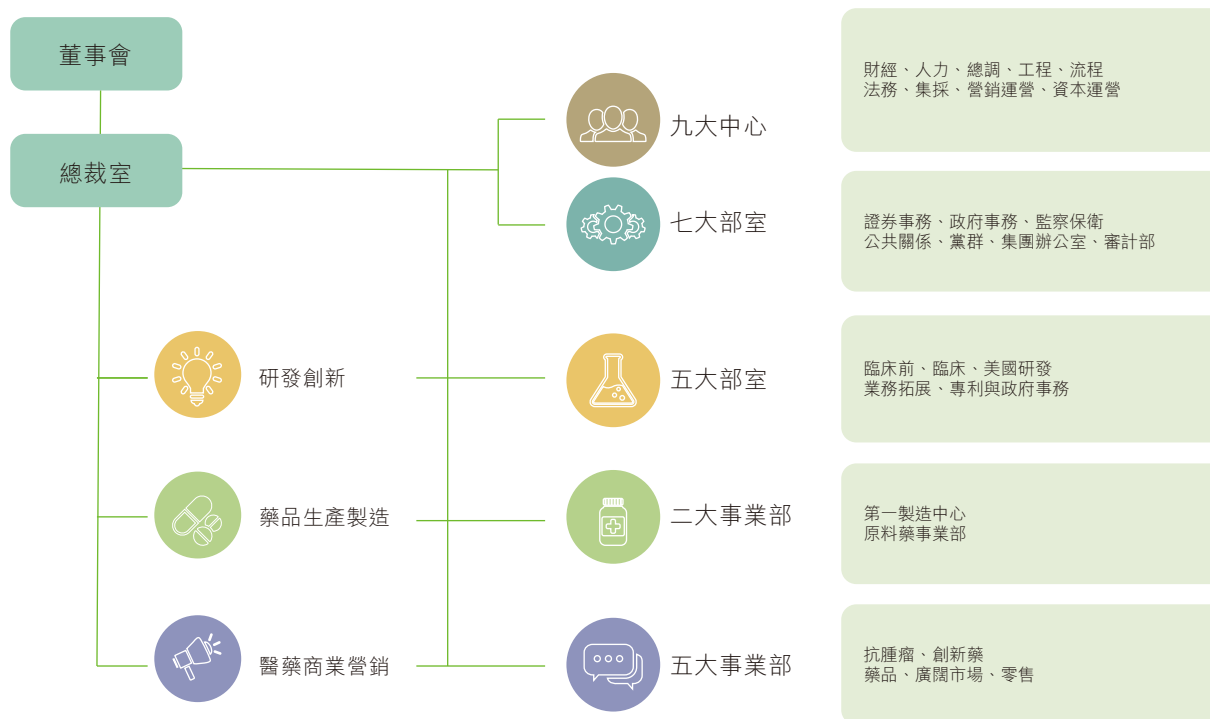 董事會
總裁室
九大中心
財經、人力、總調、工程、流程
法務、集採、營銷運營、資本運營
七大部室
證券事務、政府事務、監察保衛
公共關係、黨群、集團辦公室、審計部
研發創新
五大部室
臨床前、臨床、美國研發
業務拓展、專利與政府事務
藥品生產製造
二大事業部
第一製造中心
原料藥事業部
醫藥商業營銷
五大事業部
抗腫瘤、創新藥
藥品、廣闊市場、零售